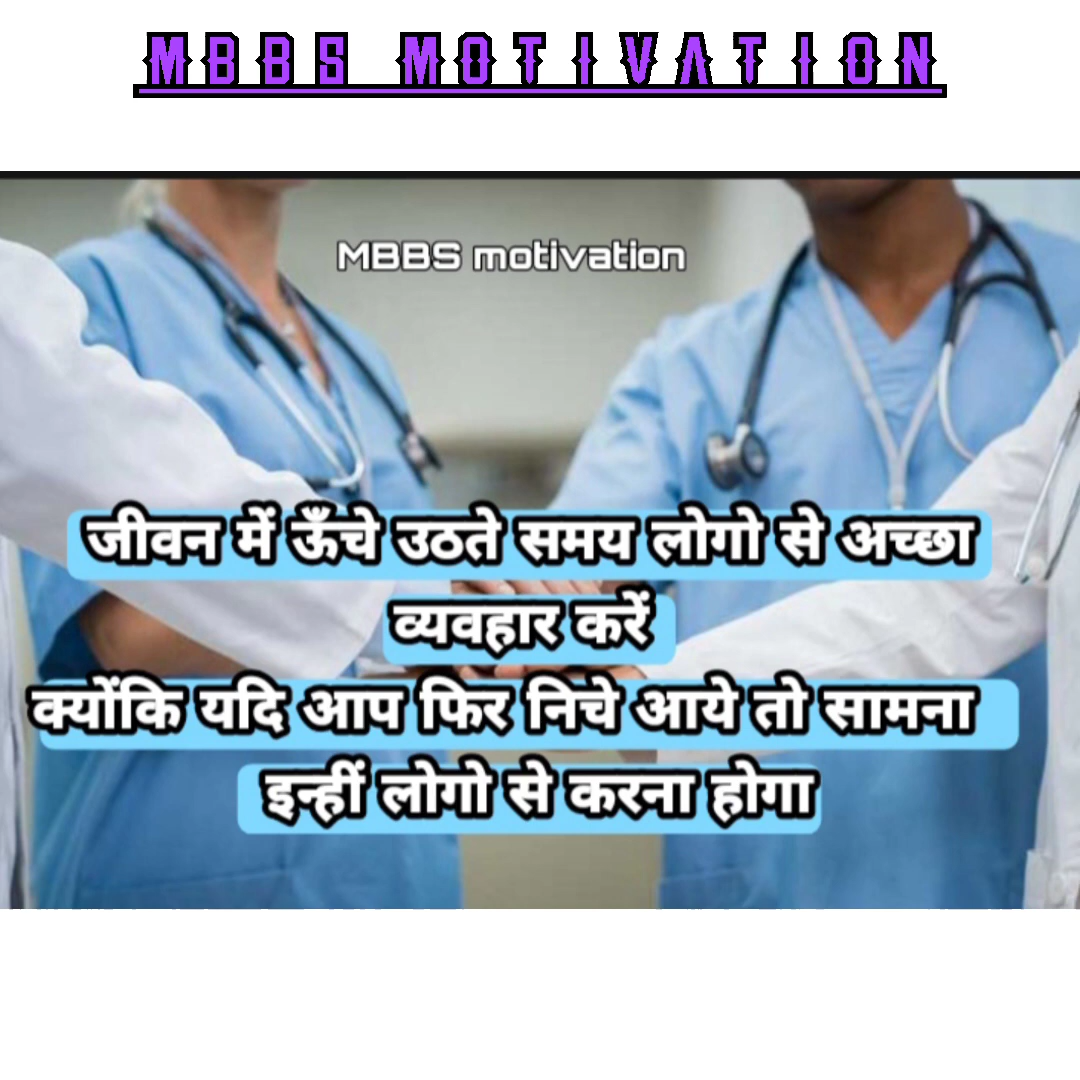 MBBS MOTIVATION
MBBS motivation
जीवन में ऊँचे उठते समय लोगो से अच्छा
व्यवहार करें
क्योंकि यदि आप फिर निचे आये तो सामना
इन्हीं लोगो से करना होगा